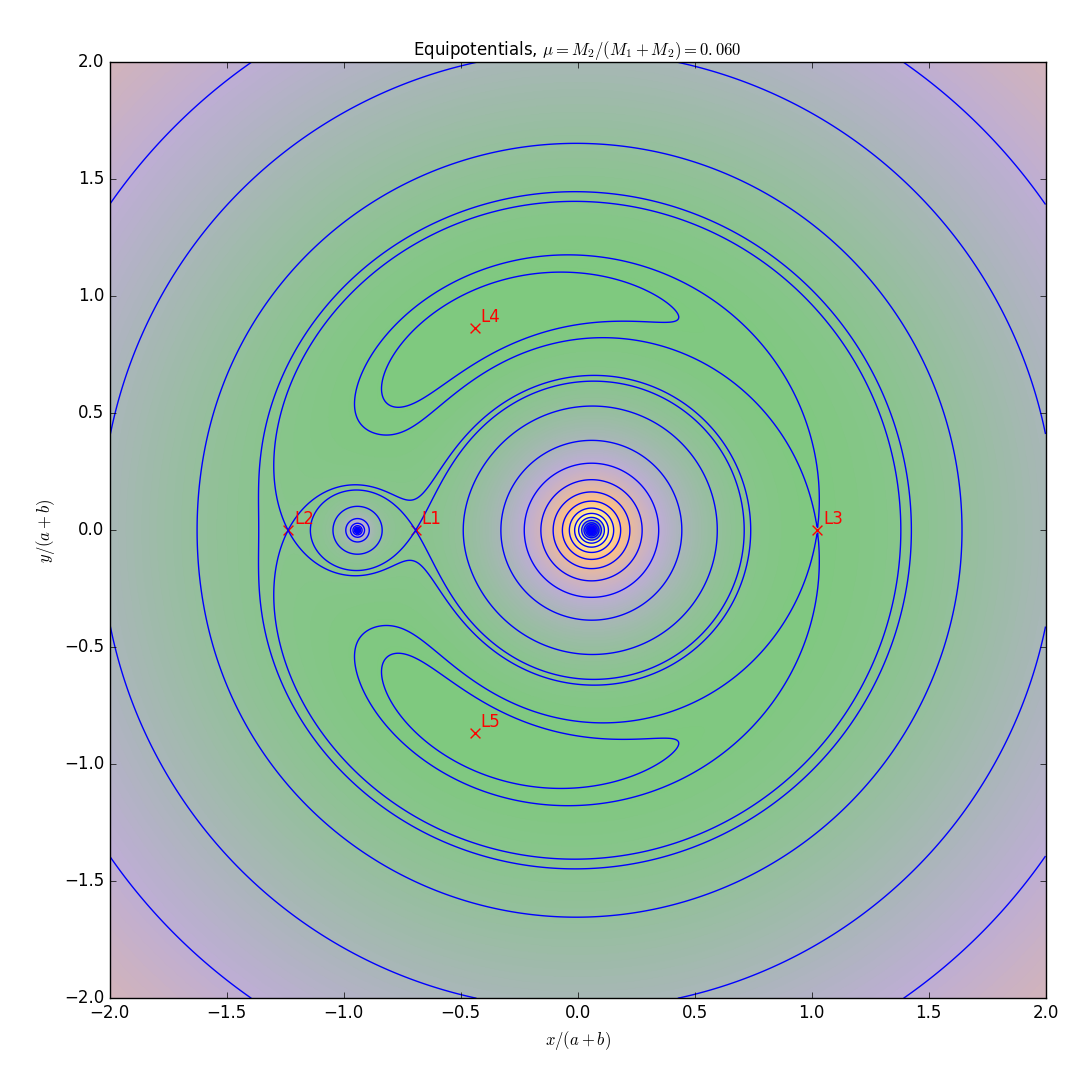 Equipotentials, μ = M₂/(M₁ + M₂) = 0.060
2.0
1.5
1.0
0.5
0.0
−0.5
−1.0
−1.5
−2.0
y/(a + b)
L4
L2
L1
L3
L5
−2.0 −1.5 −1.0 −0.5 0.0 0.5 1.0 1.5 2.0
x/(a + b)